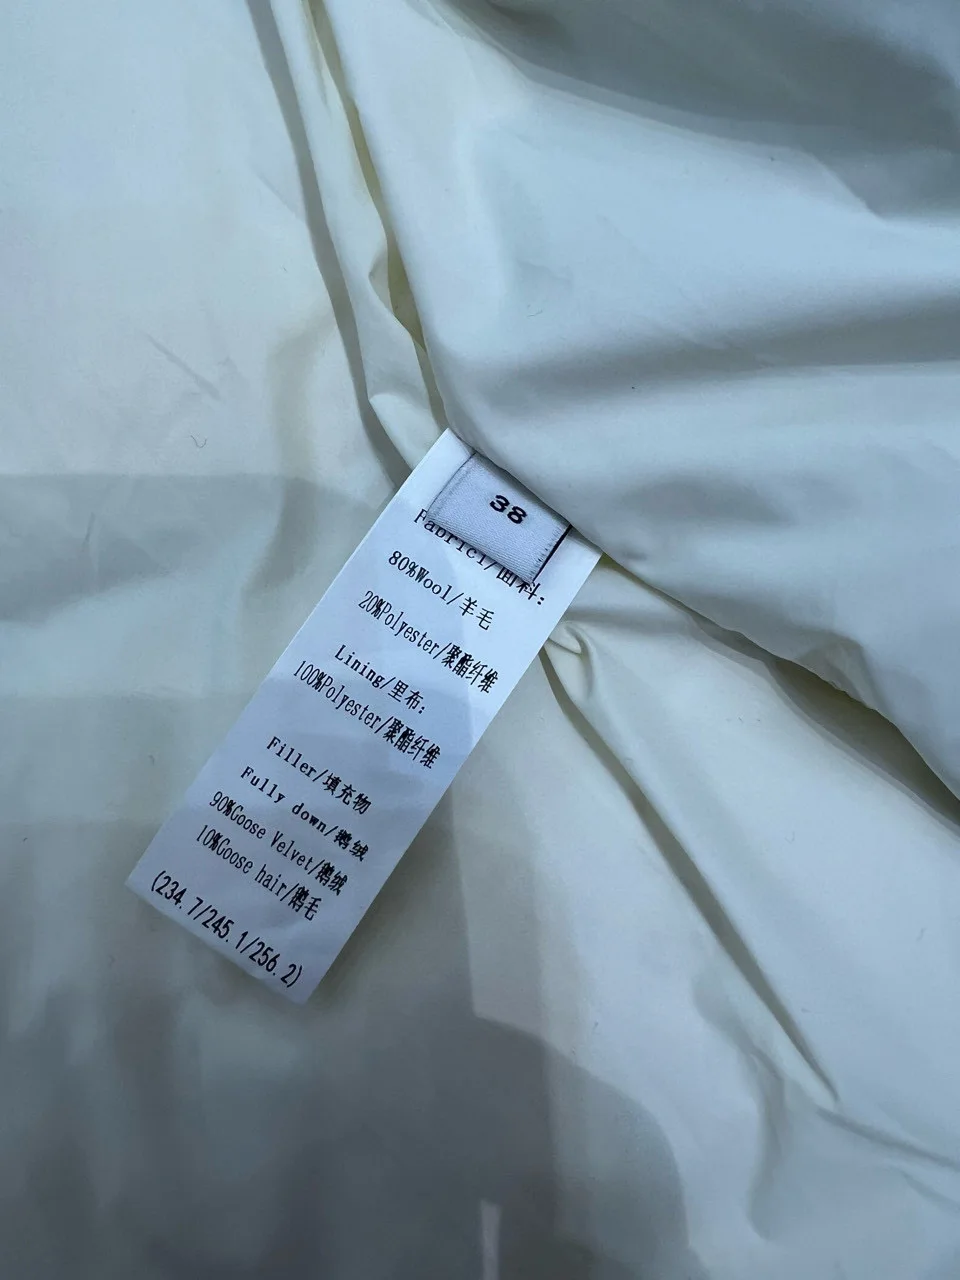 38
Fabric1/面料:
80%Wool/羊毛
20%Polyester/聚酯纤维
Lining/里布:
100%Polyester/聚酯纤维
Filler/填充物
Fully down/鹅绒
90%Goose Velvet/鹅绒
10%Goose hair/鹅毛
(234.7/245.1/256.2)